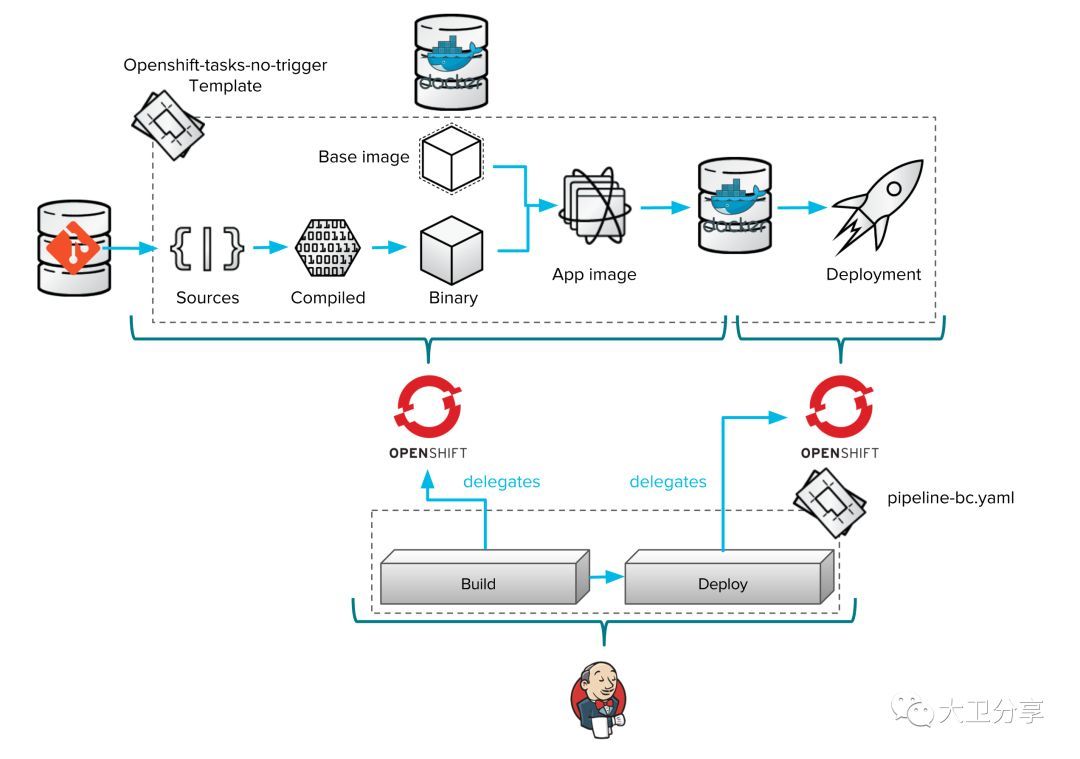 Openshift-tasks-no-trigger
Template
docker
Base image
docker
App image
Deployment
Sources
Compiled
Binary
OPENSHIFT
OPENSHIFT
delegates
delegates
pipeline-bc.yaml
Build
Deploy
大卫分享